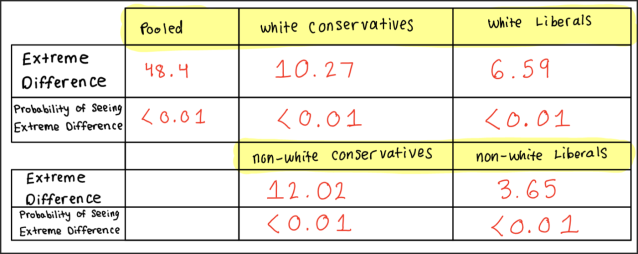 Pooled White Conservatives White Liberals
Extreme
Difference 48.4 10.27 6.59
Probability of Seeing
Extreme Difference <0.01 <0.01 <0.01
non-white Conservatives non-white Liberals
Extreme
Difference 12.02 3.65
Probability of Seeing
Extreme Difference <0.01 <0.01